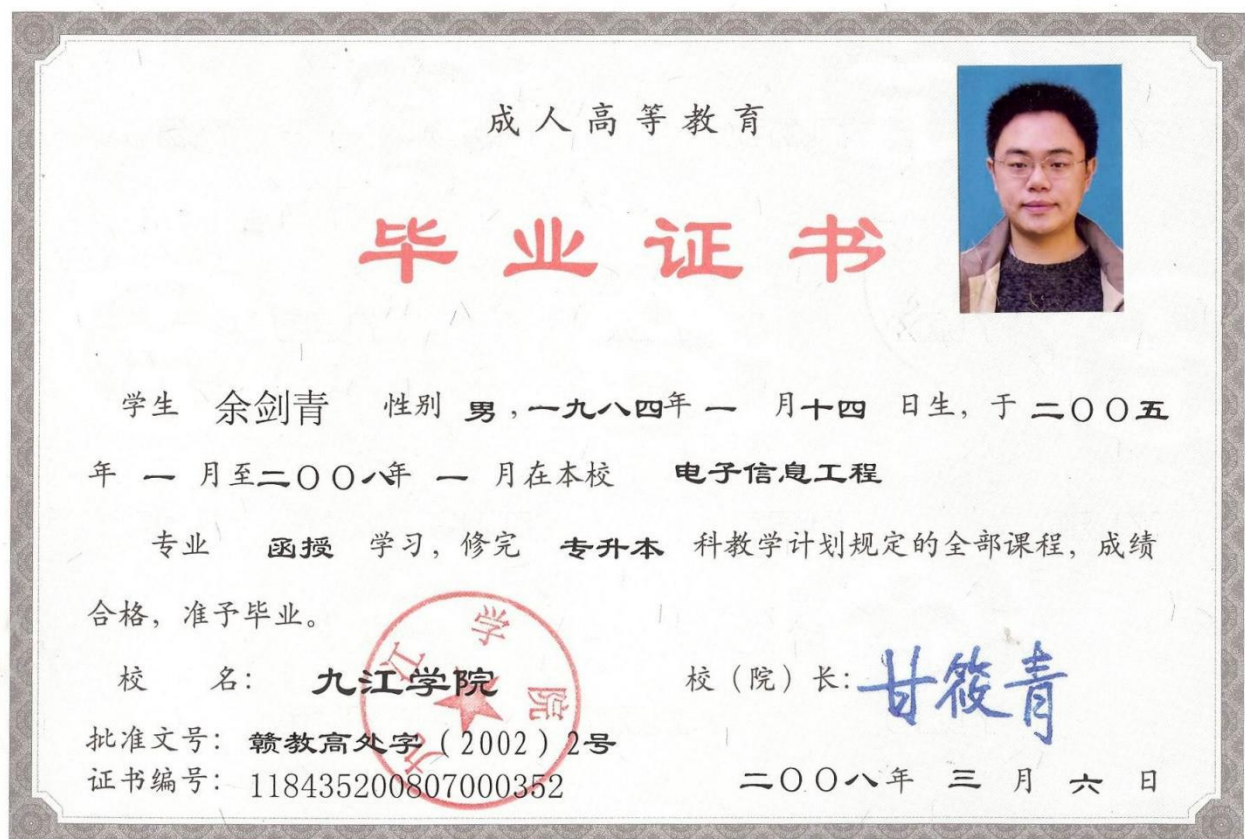 成人高等教育
毕业证书
学生 余剑青 性别 男，一九八四年 一 月十四 日生，于 二〇〇五
年 一 月至二〇〇八年 一 月在本校 电子信息工程
专业 函授 学习，修完 专升本 科教学计划规定的全部课程，成绩
合格，准予毕业。
校 名： 九江学院 校（院）长：甘筱青
批准文号：赣教高处字（2002）2号
证书编号：118435200807000352 二〇〇八年 三 月 六 日
九江学院